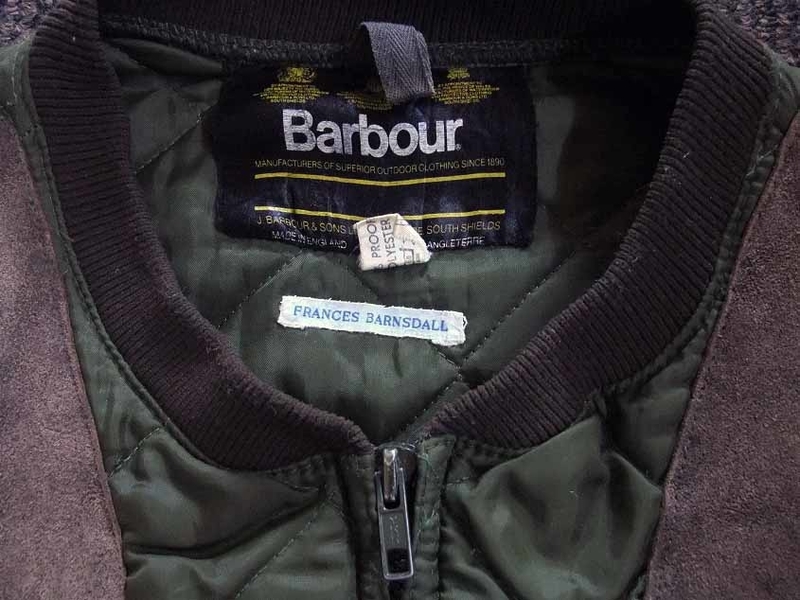 Barbour
MANUFACTURERS OF SUPERIOR OUTDOOR CLOTHING SINCE 1890
J. BARBOUR & SONS SOUTH SHIELDS
MADE IN ENGLAND ANGLETERRE
PROOF
FRANCES BARNSDALL